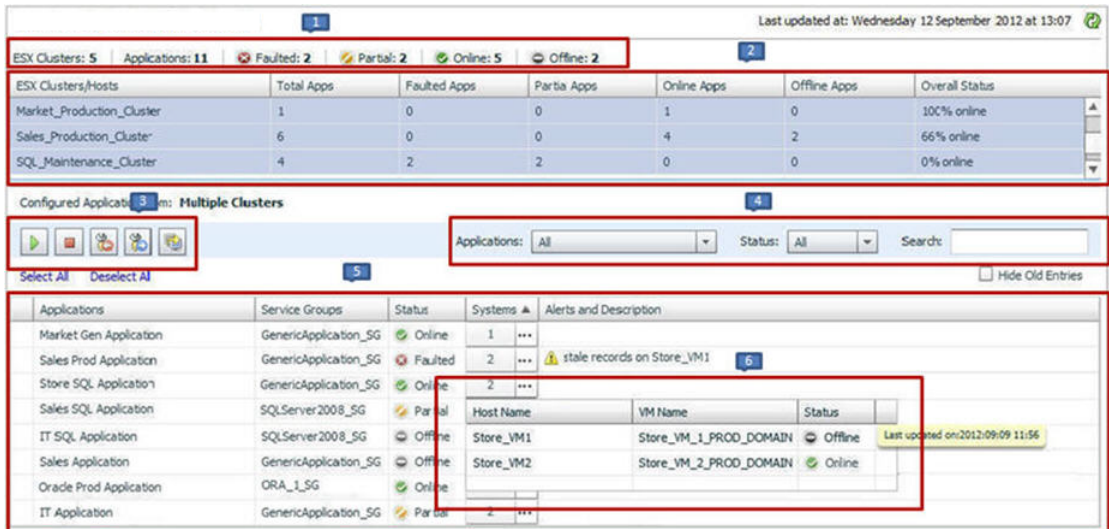 1
Last updated at: Wednesday 12 September 2012 at 13:07
2
ESX Clusters: 5 Applications: 11 Faulted: 2 Partial: 2 Online: 5 Offline: 2
ESX Clusters/Hosts Total Apps Faulted Apps Partia Apps Online Apps Offline Apps Overall Status
Market_Production_Cluster 1 0 0 1 0 100% online
Sales_Production_Cluster 6 0 0 4 2 66% online
SQL_Maintenance_Cluster 4 2 2 0 0 0% online
3
4
Configured Applicati m: Multiple Clusters
Applications: All Status: All Search:
Select All Deselect Al
5
Hide Old Entries
Applications Service Groups Status Systems Alerts and Description
Market Gen Application GenericApplication_SG Online 1 ...
Sales Prod Application GenericApplication_SG Faulted 2 ... stale records on Store_VM1
6
Store SQL Application GenericApplication_SG Online 2 ...
Sales SQL Application SQLServer2008_SG Partial
IT SQL Application SQLServer2008_SG Offline
Sales Application GenericApplication_SG Offline
Oracle Prod Application ORA_1_SG Online
IT Application GenericApplication_SG Partial 2 ...
Host Name VM Name Status
Store_VM1 Store_VM_1_PROD_DOMAIN Offline
Last updated on:2012:09:09 11:56
Store_VM2 Store_VM_2_PROD_DOMAIN Online